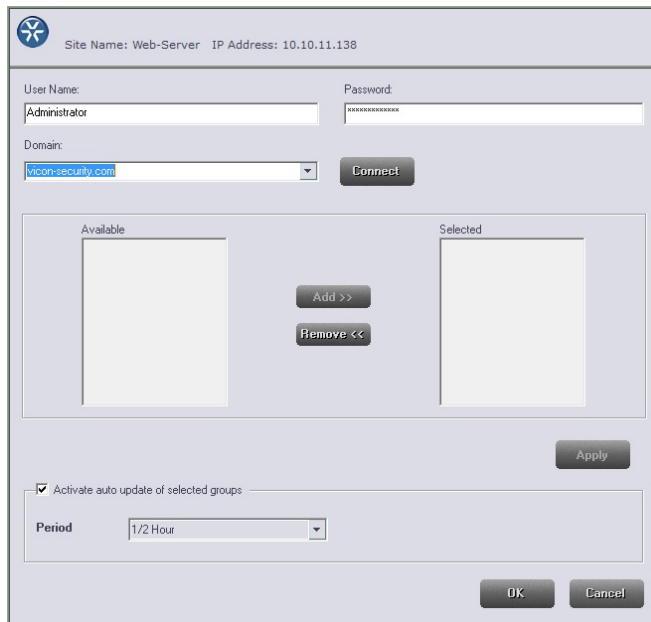 Site Name: Web-Server IP Address: 10.10.11.138
User Name: Password:
Administrator xxxxxxxxxxxxx
Domain:
vicon-security.com Connect
Available Selected
Add >>
Remove <<
Apply
Activate auto update of selected groups
Period 1/2 Hour
OK Cancel